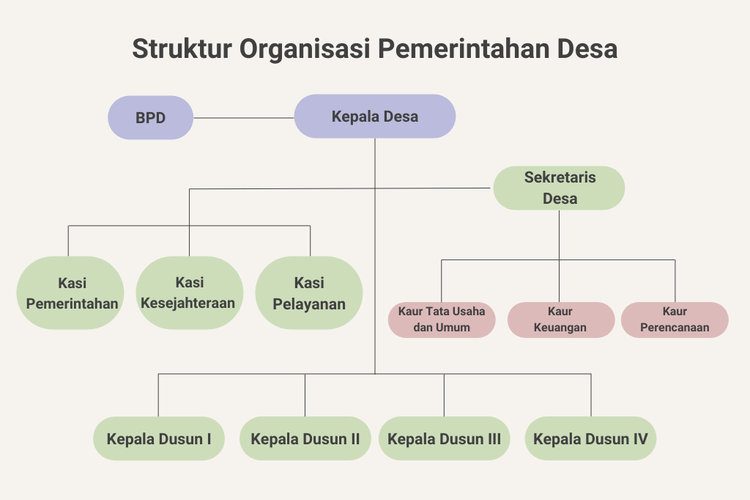 Struktur Organisasi Pemerintahan Desa
BPD
Kepala Desa
Sekretaris
Desa
Kasi
Pemerintahan
Kasi
Kesejahteraan
Kasi
Pelayanan
Kaur Tata Usaha
dan Umum
Kaur
Keuangan
Kaur
Perencanaan
Kepala Dusun I
Kepala Dusun II
Kepala Dusun III
Kepala Dusun IV